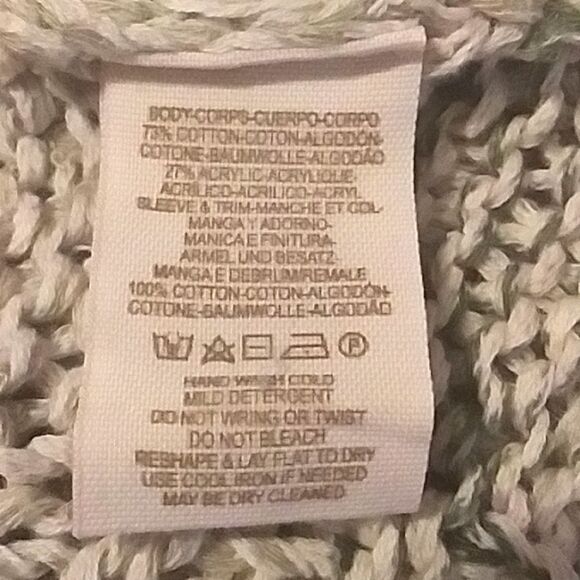 BODY-CORPS-CUERPO-CORPO
73% COTTON-COTON-ALGODÓN-
COTONE-BAUMWOLLE-ALGODÃO
27% ACRYLIC-ACRYLIQUE-
ACRILICO-ACRILICO-ACRYL
SLEEVE & TRIM-MANCHE ET COL-
MANGA Y ADORNO-
MANICA E FINITURA-
ARMEL UND BESATZ-
MANGA E DEBRUM/REMALE
100% COTTON-COTON-ALGODÓN-
COTONE-BAUMWOLLE-ALGODÃO
P
HAND WASH COLD
MILD DETERGENT
DO NOT WRING OR TWIST
DO NOT BLEACH
RESHAPE & LAY FLAT TO DRY
USE COOL IRON IF NEEDED
MAY BE DRY CLEANED